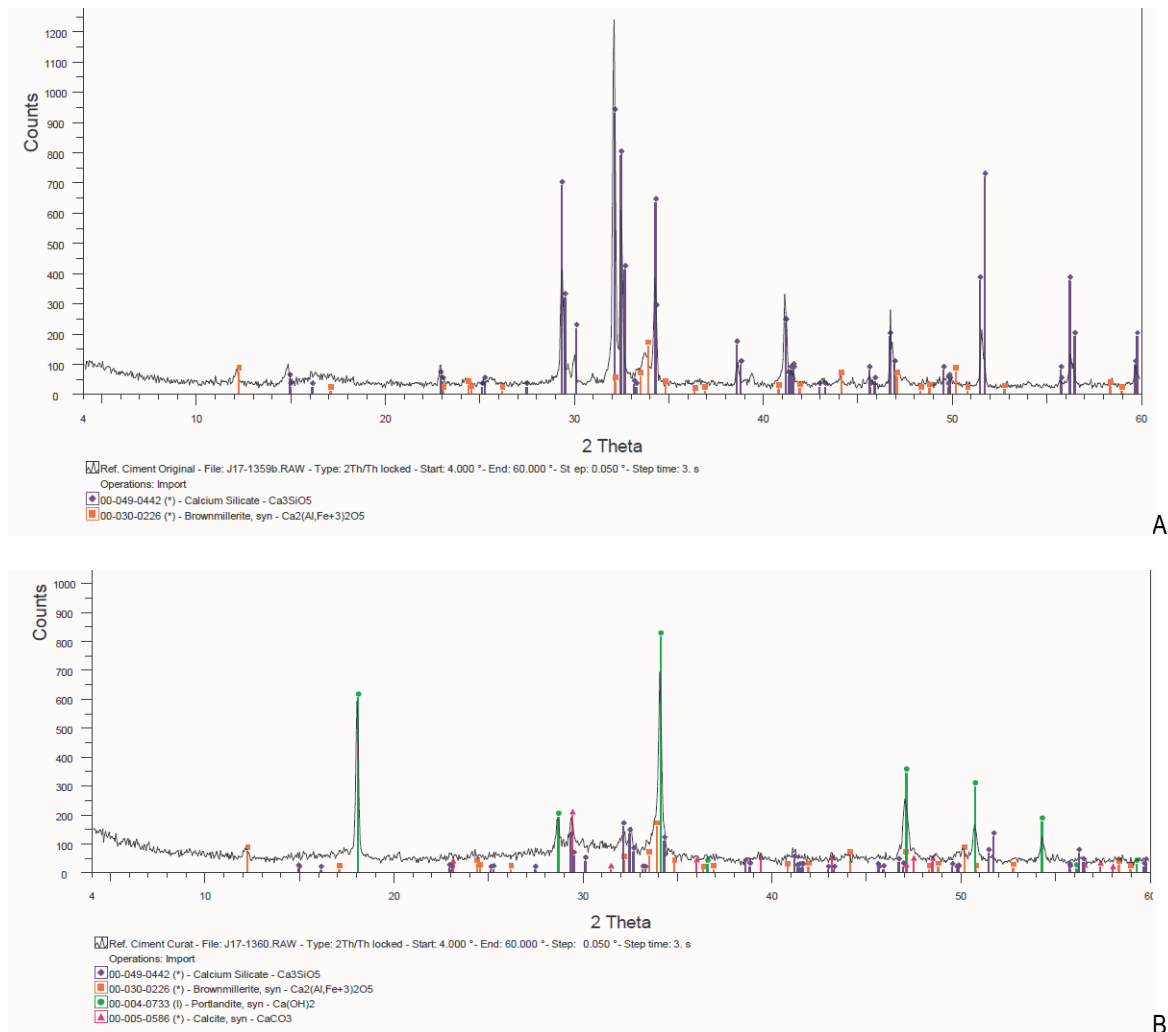 1200
1100
1000
900
800
700
600
500
400
300
200
100
0
Counts
4 10 20 30 40 50 60
2 Theta
Ref. Ciment Original - File: J17-1359b.RAW - Type: 2Th/Th locked - Start: 4.000 ° - End: 60.000 ° - St ep: 0.050 ° - Step time: 3. s
Operations: Import
00-049-0442 (*) - Calcium Silicate - Ca3SiO5
00-030-0226 (*) - Brownmillerite, syn - Ca2(Al,Fe+3)2O5
A
1000
900
800
700
600
500
400
300
200
100
0
Counts
4 10 20 30 40 50 60
2 Theta
Ref. Ciment Curat - File: J17-1360.RAW - Type: 2Th/Th locked - Start: 4.000 ° - End: 60.000 ° - Step: 0.050 ° - Step time: 3. s
Operations: Import
00-049-0442 (*) - Calcium Silicate - Ca3SiO5
00-030-0226 (*) - Brownmillerite, syn - Ca2(Al,Fe+3)2O5
00-004-0733 (I) - Portlandite, syn - Ca(OH)2
00-005-0586 (*) - Calcite, syn - CaCO3
B